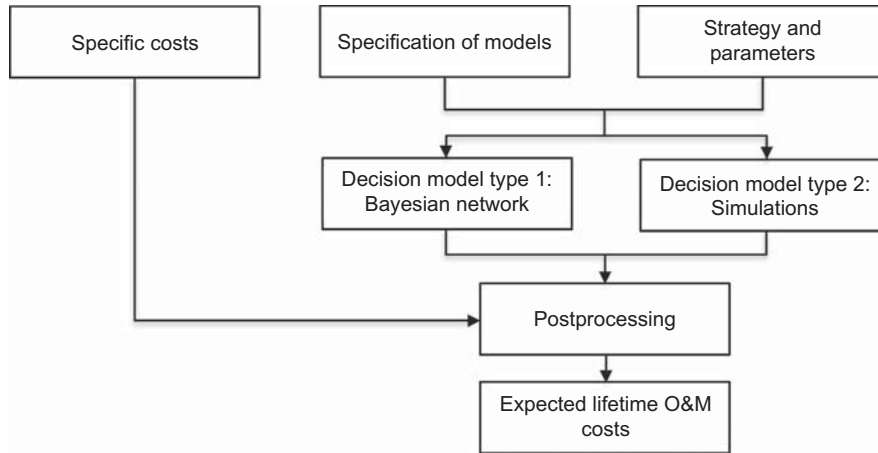 Specific costs
Specification of models
Strategy and
parameters
Decision model type 1:
Bayesian network
Decision model type 2:
Simulations
Postprocessing
Expected lifetime O&M
costs